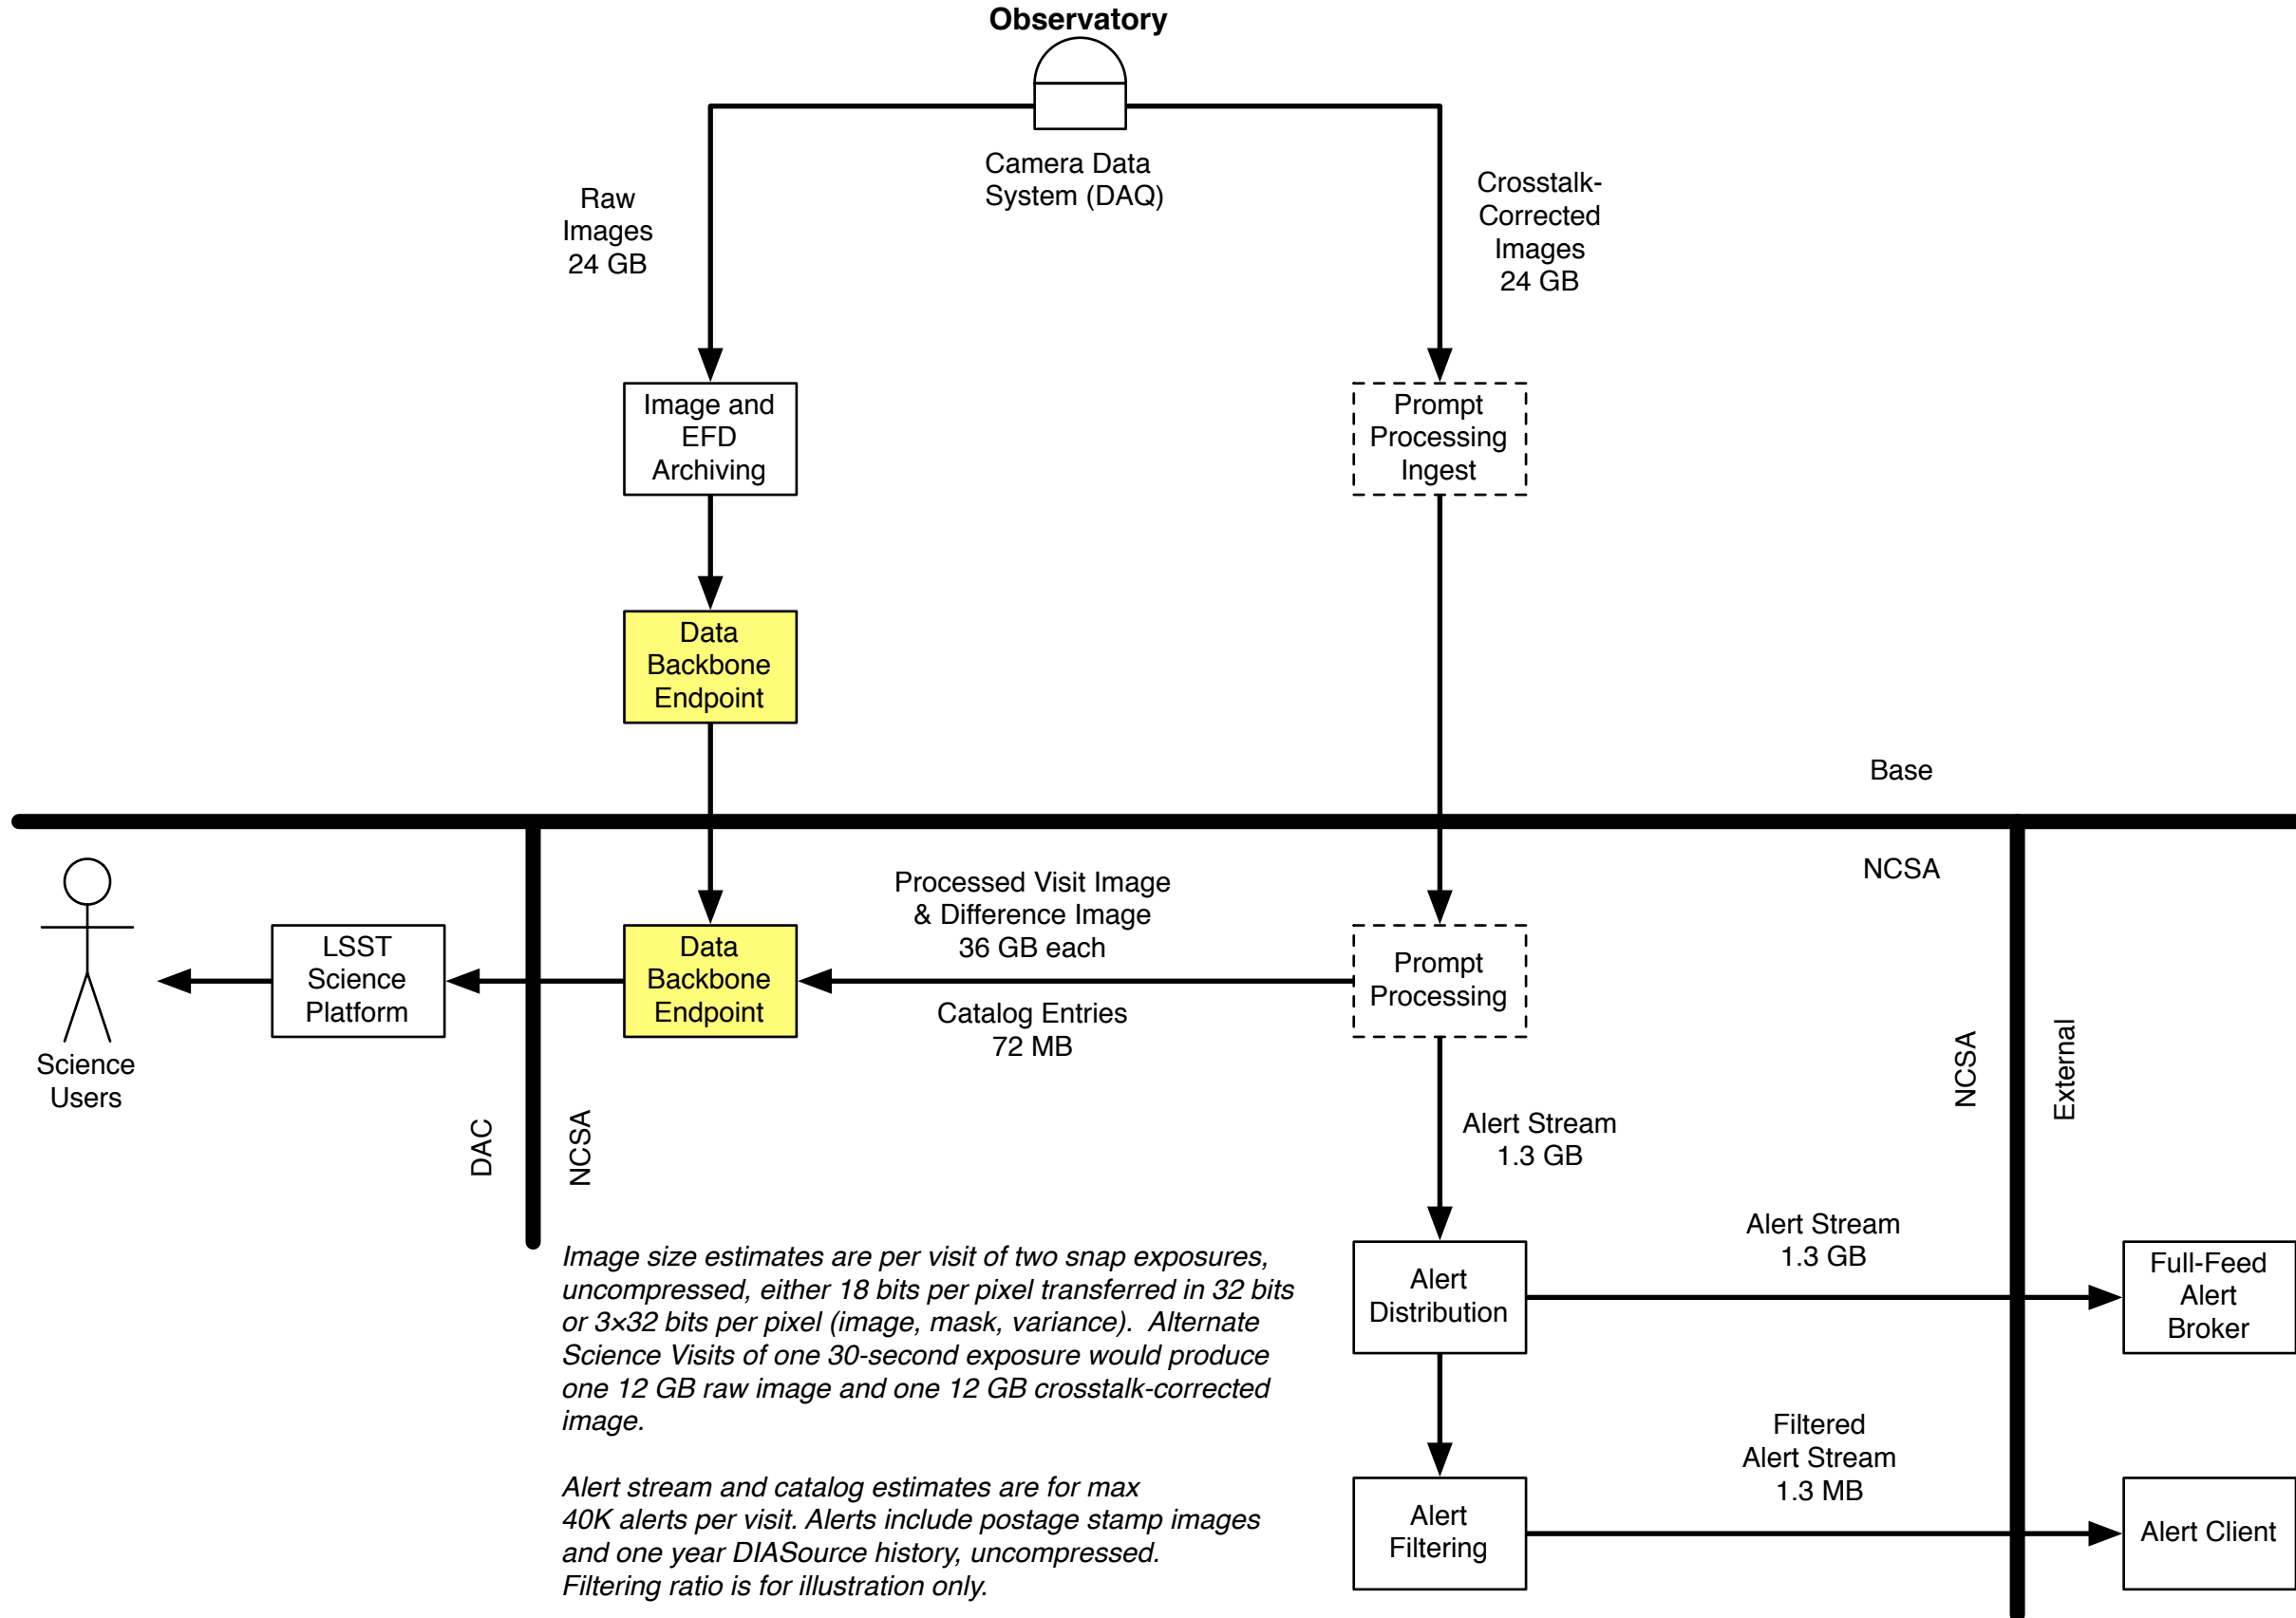 Observatory
Camera Data
System (DAQ)
Raw
Images
24 GB
Crosstalk-
Corrected
Images
24 GB
Image and
EFD
Archiving
Prompt
Processing
Ingest
Data
Backbone
Endpoint
Base
NCSA
Processed Visit Image
& Difference Image
36 GB each
LSST
Science
Platform
Data
Backbone
Endpoint
Prompt
Processing
Catalog Entries
72 MB
Science
Users
DAC
NCSA
NCSA
External
Alert Stream
1.3 GB
Alert Stream
1.3 GB
Image size estimates are per visit of two snap exposures,
uncompressed, either 18 bits per pixel transferred in 32 bits
or 3×32 bits per pixel (image, mask, variance).  Alternate
Science Visits of one 30-second exposure would produce
one 12 GB raw image and one 12 GB crosstalk-corrected
image.
Alert
Distribution
Full-Feed
Alert
Broker
Filtered
Alert Stream
1.3 MB
Alert stream and catalog estimates are for max
40K alerts per visit. Alerts include postage stamp images
and one year DIASource history, uncompressed.
Filtering ratio is for illustration only.
Alert
Filtering
Alert Client